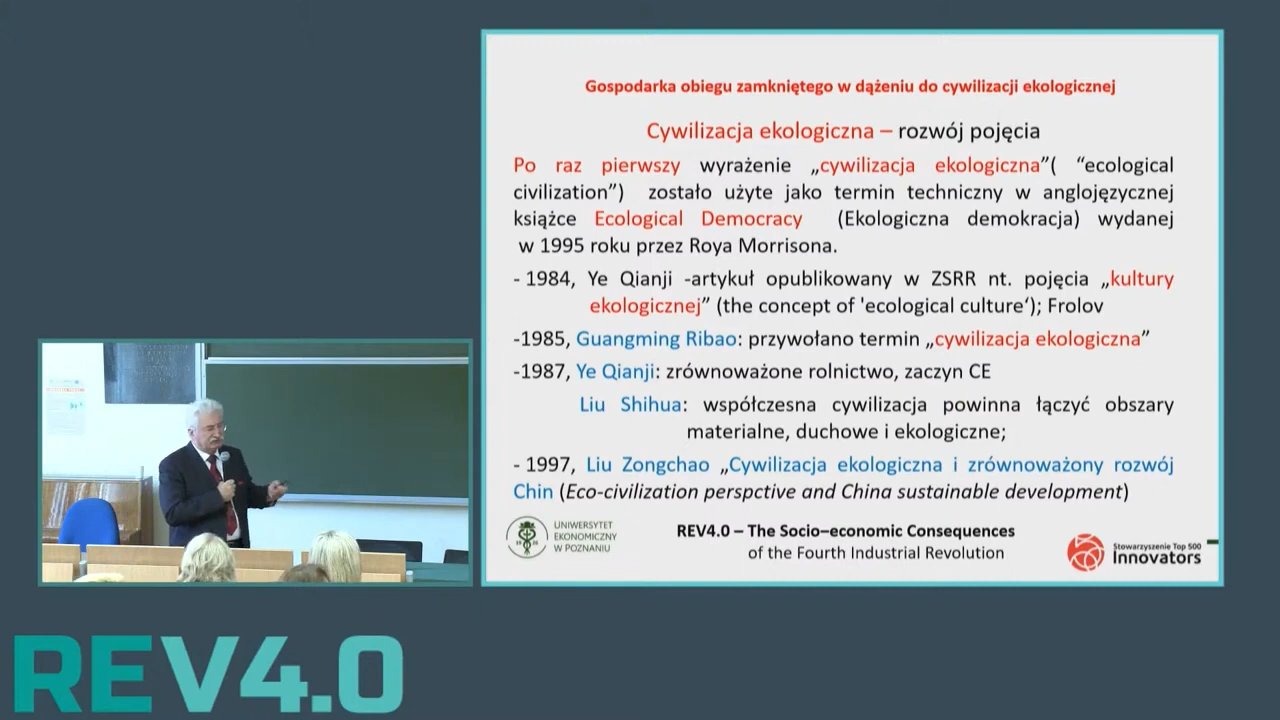 Gospodarka obiegu zamkniętego w dążeniu do cywilizacji ekologicznej
Cywilizacja ekologiczna – rozwój pojęcia
Po raz pierwszy wyrażenie „cywilizacja ekologiczna”( “ecological
civilization”) zostało użyte jako termin techniczny w anglojęzycznej
książce Ecological Democracy (Ekologiczna demokracja) wydanej
w 1995 roku przez Roya Morrisona.
- 1984, Ye Qianji -artykuł opublikowany w ZSRR nt. pojęcia „kultury
ekologicznej” (the concept of 'ecological culture‘); Frolov
-1985, Guangming Ribao: przywołano termin „cywilizacja ekologiczna”
-1987, Ye Qianji: zrównoważone rolnictwo, zaczyn CE
Liu Shihua: współczesna cywilizacja powinna łączyć obszary
materialne, duchowe i ekologiczne;
- 1997, Liu Zongchao „Cywilizacja ekologiczna i zrównoważony rozwój
Chin (Eco-civilization perspctive and China sustainable development)
UNIWERSYTET
EKONOMICZNY
W POZNANIU
REV4.0 – The Socio–economic Consequences
of the Fourth Industrial Revolution
Stowarzyszenie Top 500
Innovators
REV4.0